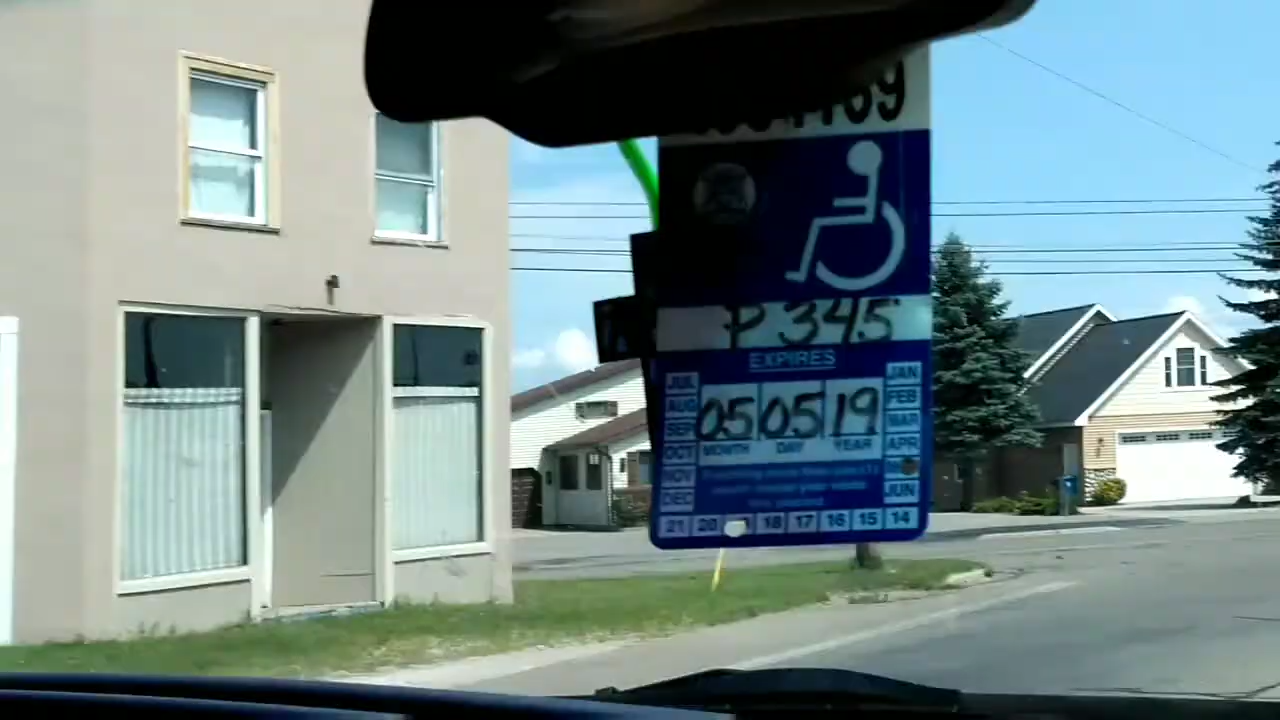 P 345
EXPIRES
JUL JAN
AUG 05 05 19 FEB
SEP MAR
OCT MONTH DAY YEAR APR
NOV
DEC JUN
21 20 18 17 16 15 14